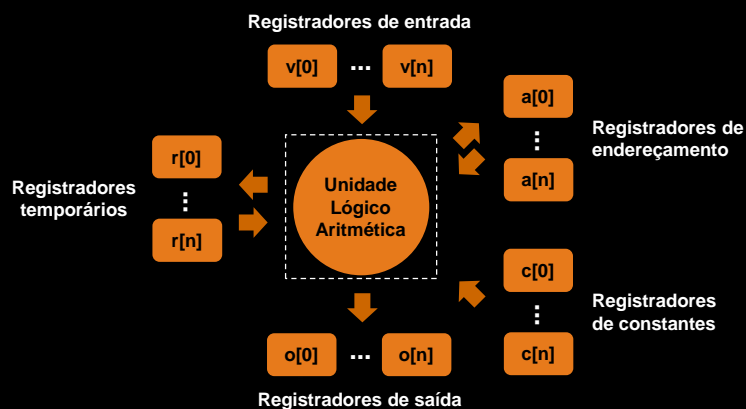 Registradores de entrada
v[0] ... v[n]
a[0]
...
a[n]
Registradores de
endereçamento
r[0]
...
r[n]
Registradores
temporários
Unidade
Lógico
Aritmética
c[0]
...
c[n]
Registradores
de constantes
o[0] ... o[n]
Registradores de saída